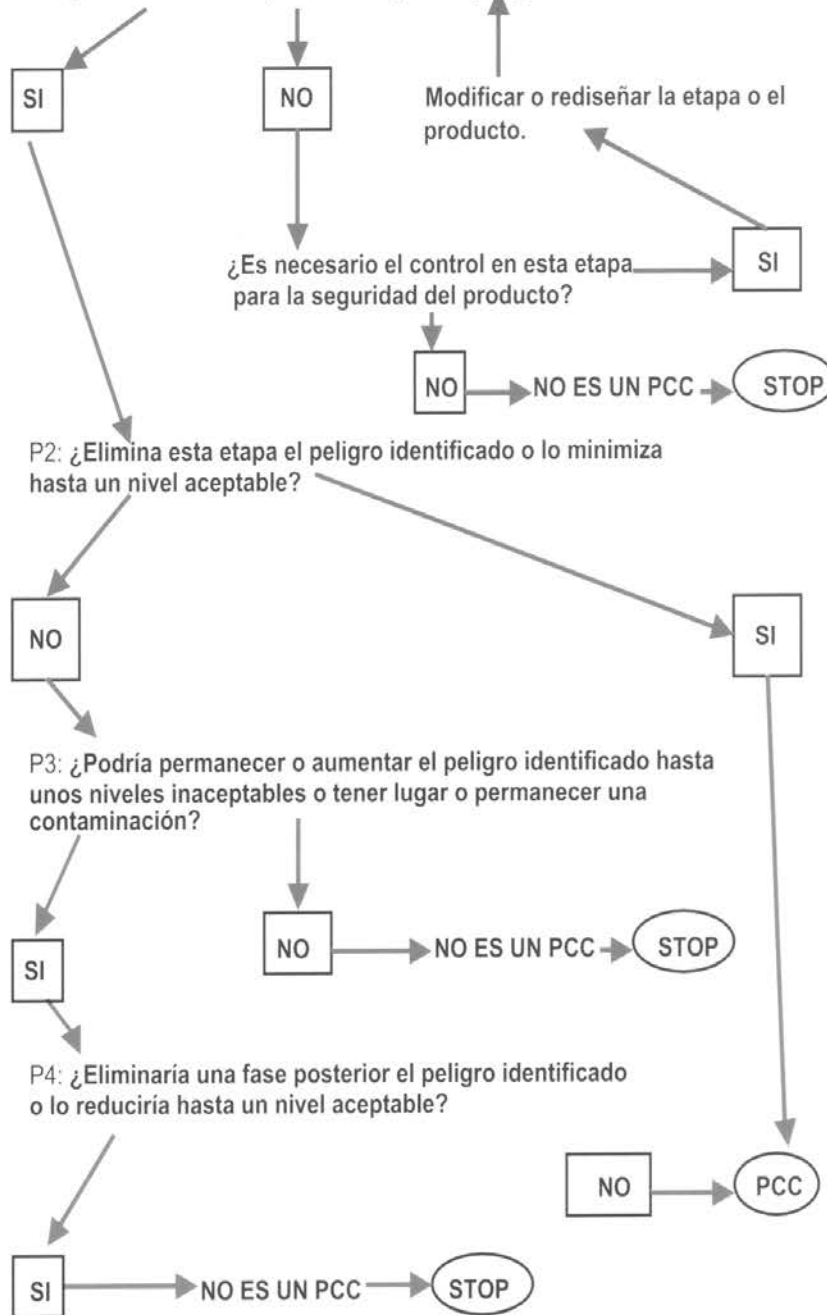 SI
NO
Modificar o rediseñar la etapa o el
producto.
¿Es necesario el control en esta etapa
para la seguridad del producto?
SI
NO
NO ES UN PCC
STOP
P2: ¿Elimina esta etapa el peligro identificado o lo minimiza
hasta un nivel aceptable?
NO
SI
P3: ¿Podría permanecer o aumentar el peligro identificado hasta
unos niveles inaceptables o tener lugar o permanecer una
contaminación?
SI
NO
NO ES UN PCC
STOP
P4: ¿Eliminaría una fase posterior el peligro identificado
o lo reduciría hasta un nivel aceptable?
NO
PCC
SI
NO ES UN PCC
STOP